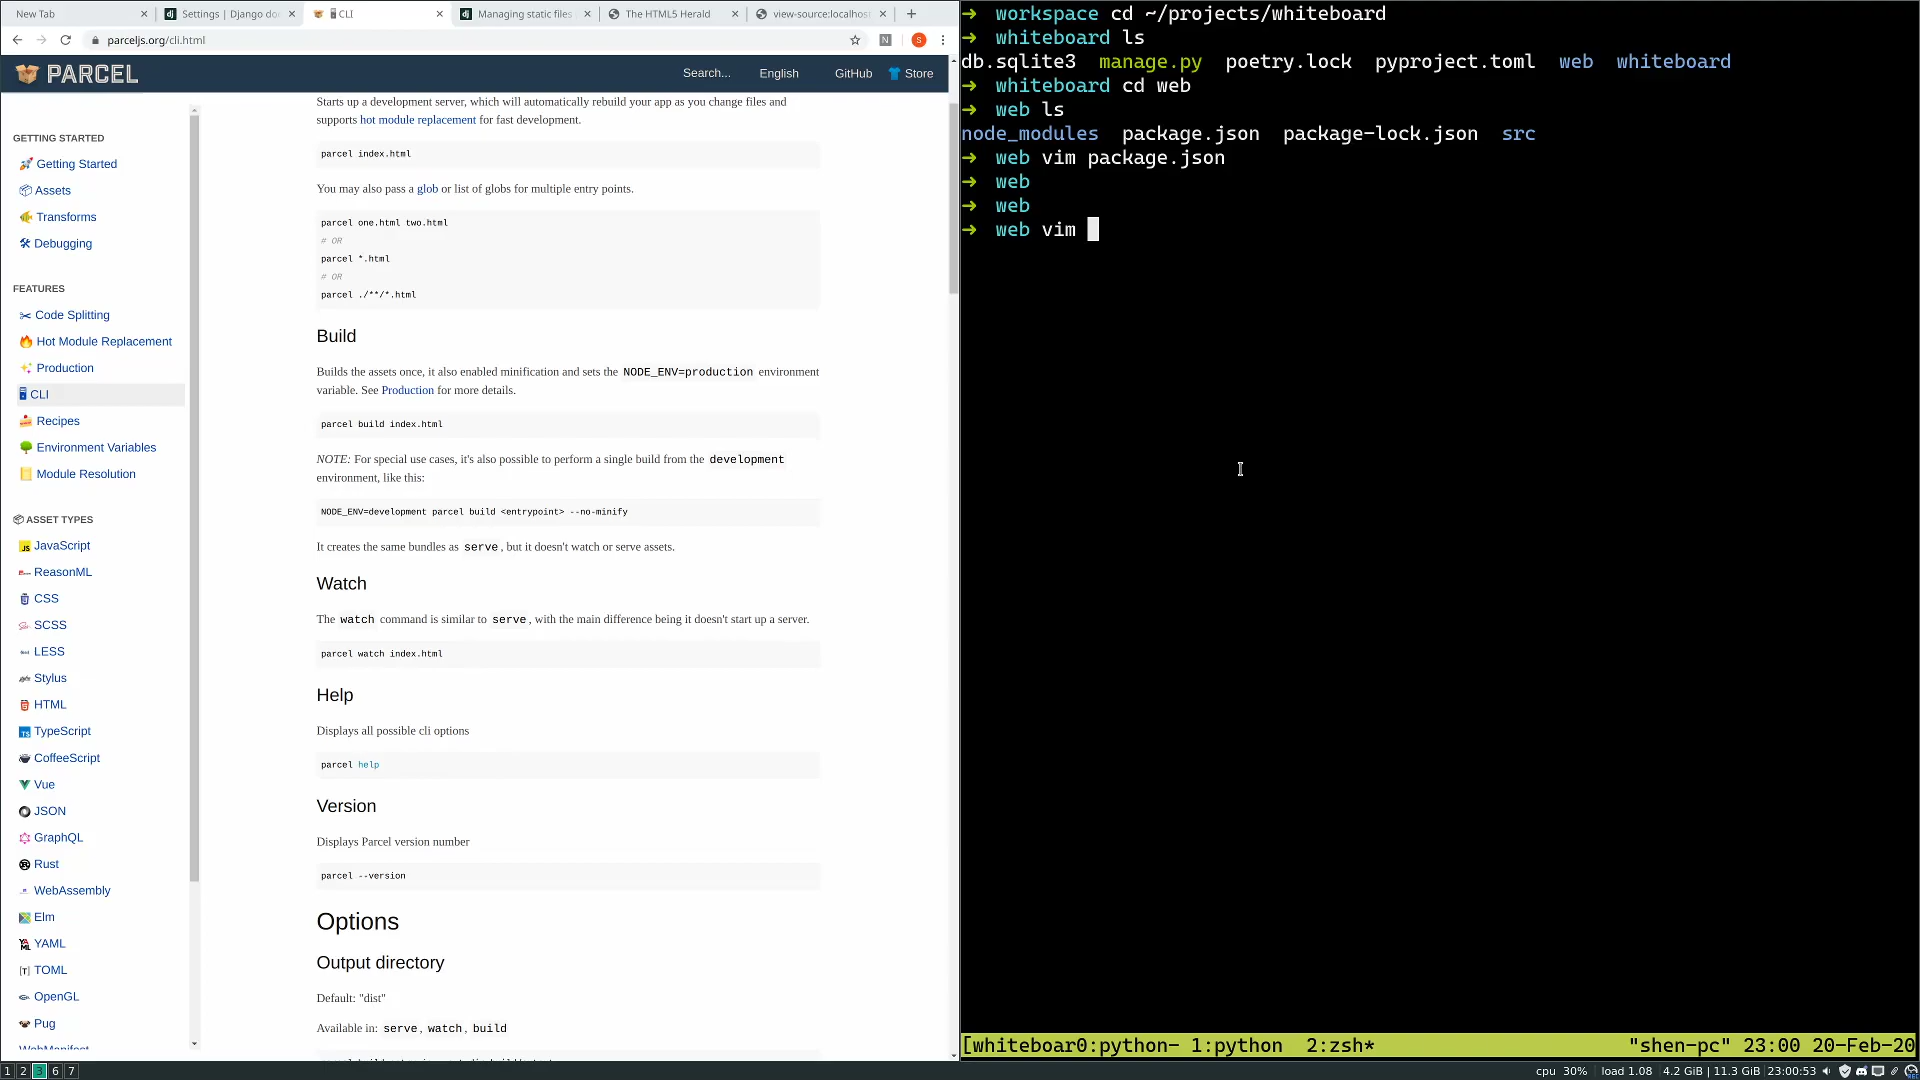 New Tab
Settings | Django do
CLI
Managing static files
The HTML5 Herald
view-source:localhos
parceljs.org/cli.html
N
S
PARCEL
Search...
English
GitHub
Store
GETTING STARTED
Getting Started
Assets
Transforms
Debugging
FEATURES
Code Splitting
Hot Module Replacement
Production
CLI
Recipes
Environment Variables
Module Resolution
ASSET TYPES
JavaScript
ReasonML
CSS
SCSS
LESS
Stylus
HTML
TypeScript
CoffeeScript
Vue
JSON
GraphQL
Rust
WebAssembly
Elm
YAML
TOML
OpenGL
Pug
WebManifest
Starts up a development server, which will automatically rebuild your app as you change files and
supports hot module replacement for fast development.
parcel index.html
You may also pass a glob or list of globs for multiple entry points.
parcel one.html two.html
# OR
parcel *.html
# OR
parcel ./**/*.html
Build
Builds the assets once, it also enabled minification and sets the NODE_ENV=production environment
variable. See Production for more details.
parcel build index.html
NOTE: For special use cases, it's also possible to perform a single build from the development
environment, like this:
NODE_ENV=development parcel build <entrypoint> --no-minify
It creates the same bundles as serve, but it doesn't watch or serve assets.
Watch
The watch command is similar to serve, with the main difference being it doesn't start up a server.
parcel watch index.html
Help
Displays all possible cli options
parcel help
Version
Displays Parcel version number
parcel --version
Options
Output directory
Default: "dist"
Available in: serve, watch, build
➜ workspace cd ~/projects/whiteboard
➜ whiteboard ls
db.sqlite3 manage.py poetry.lock pyproject.toml web whiteboard
➜ whiteboard cd web
➜ web ls
node_modules package.json package-lock.json src
➜ web vim package.json
➜ web
➜ web
➜ web vim
[whiteboar0:python- 1:python 2:zsh* "shen-pc" 23:00 20-Feb-20
1 2 3 6 7
cpu 30% load 1.08 4.2 GiB | 11.3 GiB 23:00:53